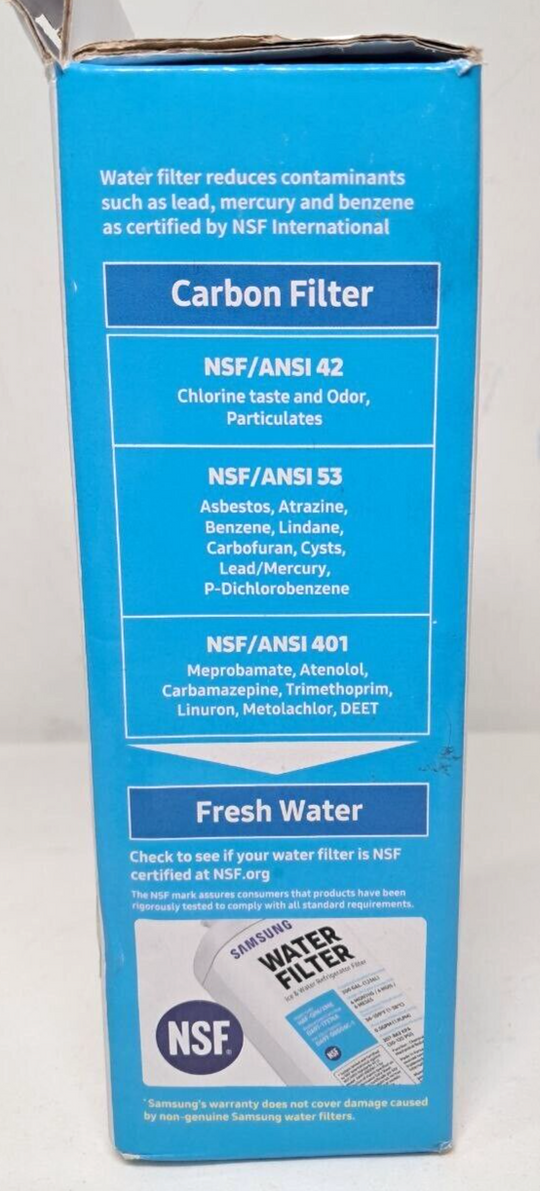 Water filter reduces contaminants
such as lead, mercury and benzene
as certified by NSF International
Carbon Filter
NSF/ANSI 42
Chlorine taste and Odor,
Particulates
NSF/ANSI 53
Asbestos, Atrazine,
Benzene, Lindane,
Carbofuran, Cysts,
Lead/Mercury,
P-Dichlorobenzene
NSF/ANSI 401
Meprobamate, Atenolol,
Carbamazepine, Trimethoprim,
Linuron, Metolachlor, DEET
Fresh Water
Check to see if your water filter is NSF
certified at NSF.org
The NSF mark assures consumers that products have been
rigorously tested to comply with all standard requirements.
SAMSUNG
WATER
FILTER
Ice & Water Refrigerator Filter
NSF®
NSF
*Samsung's warranty does not cover damage caused
by non-genuine Samsung water filters.